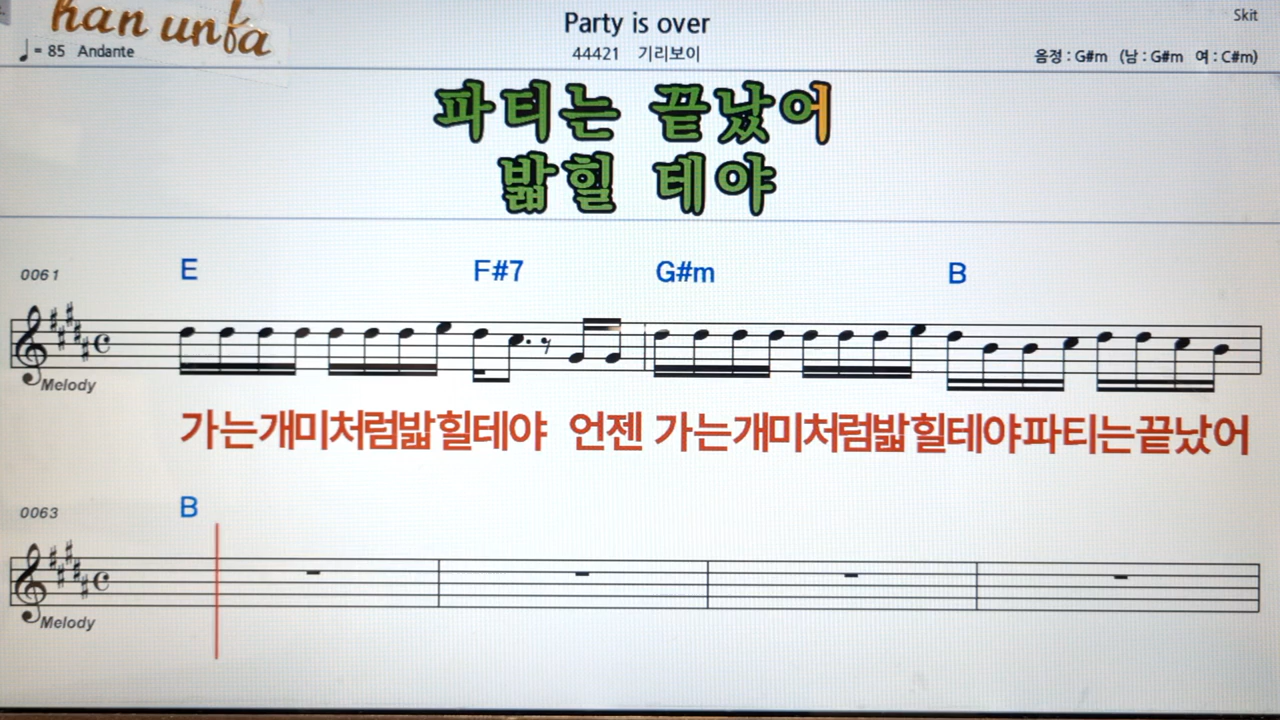 han unfa
Party is over
Skit
♩= 85 Andante
44421 기리보이
음정 : G#m (남 : G#m 여 : C#m)
파티는 끝났어
밟힐 테야
0061
E F#7 G#m B
Melody
가는개미처럼밟힐테야 언젠 가는개미처럼밟힐테야파티는끝났어
0063
B
Melody